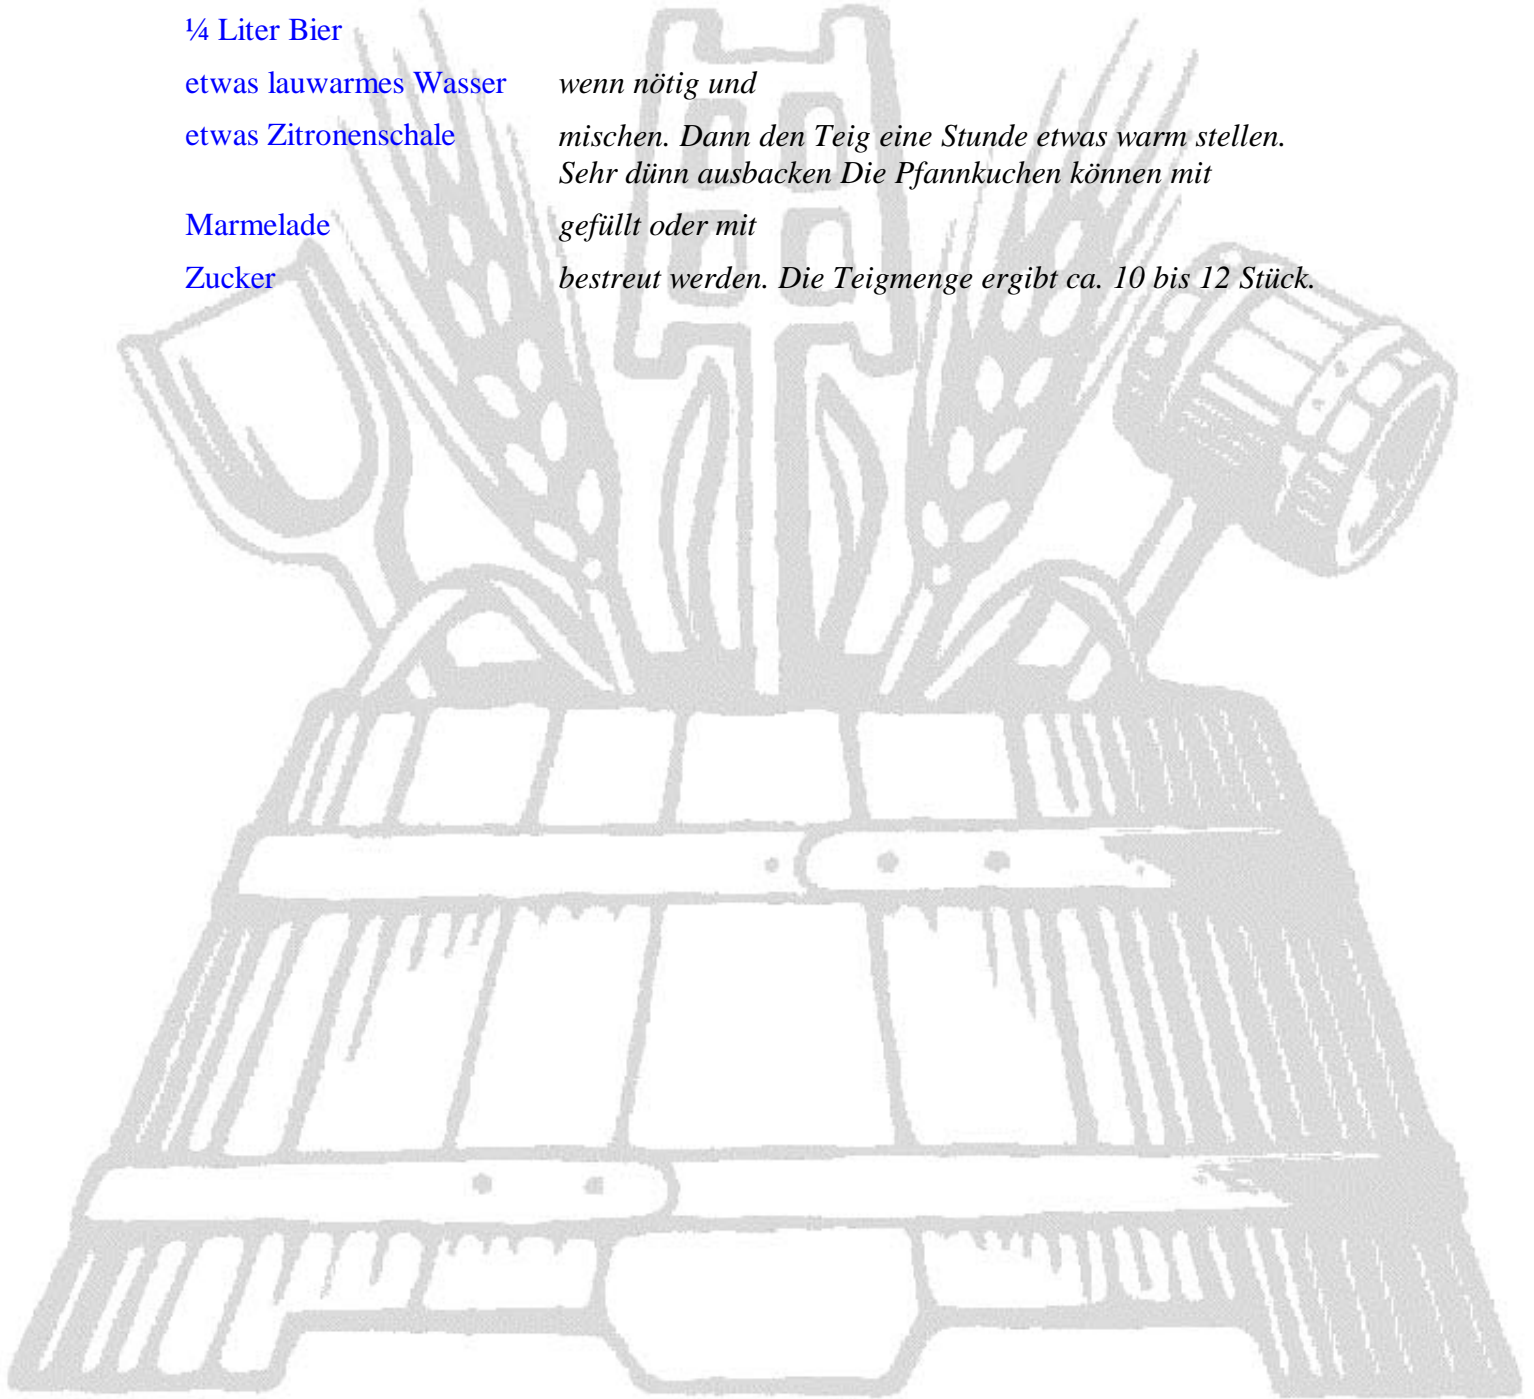 ¼ Liter Bier
etwas lauwarmes Wasser wenn nötig und
etwas Zitronenschale mischen. Dann den Teig eine Stunde etwas warm stellen.
Sehr dünn ausbacken Die Pfannkuchen können mit
Marmelade gefüllt oder mit
Zucker bestreut werden. Die Teigmenge ergibt ca. 10 bis 12 Stück.